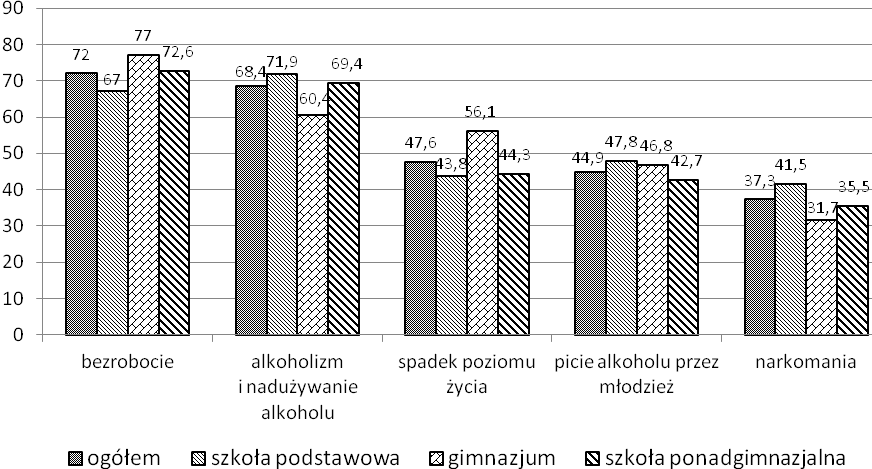 90
80
70
60
50
40
30
20
10
0
72
67
77
72,6
68,4
71,9
60,4
69,4
47,6
43,8
56,1
44,3
44,9
47,8
46,8
42,7
37,3
41,5
31,7
35,5
bezrobocie
alkoholizm
i nadużywanie
alkoholu
spadek poziomu
życia
picie alkoholu przez
młodzież
narkomania
ogółem
szkoła podstawowa
gimnazjum
szkoła ponadgimnazjalna